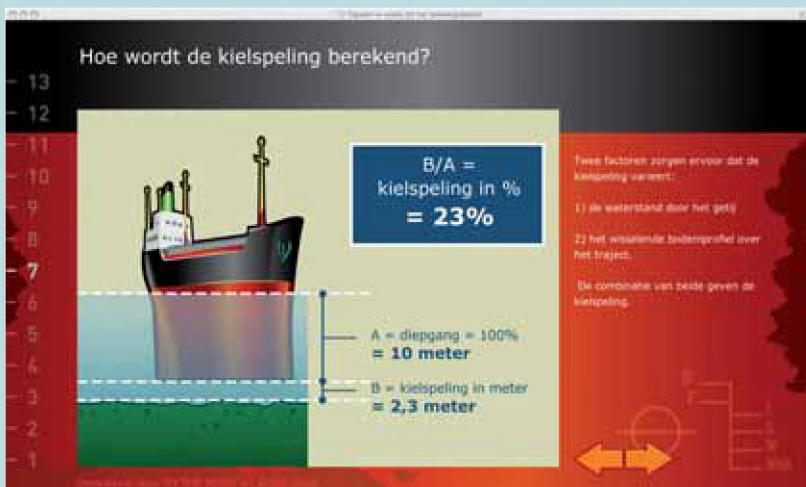 Hoe wordt de kielspeling berekend?
13
12
11
10
9
8
7
6
5
4
3
2
1
B/A =
kielspeling in %
= 23%
A = diepgang = 100%
= 10 meter
B = kielspeling in meter
= 2,3 meter
Twee factoren zorgen ervoor dat de
kielspeling varieert:
1) de waterstand door het getij
2) het wisselende bodemprofiel over
het traject.
De combinatie van beide geven de
kielspeling.